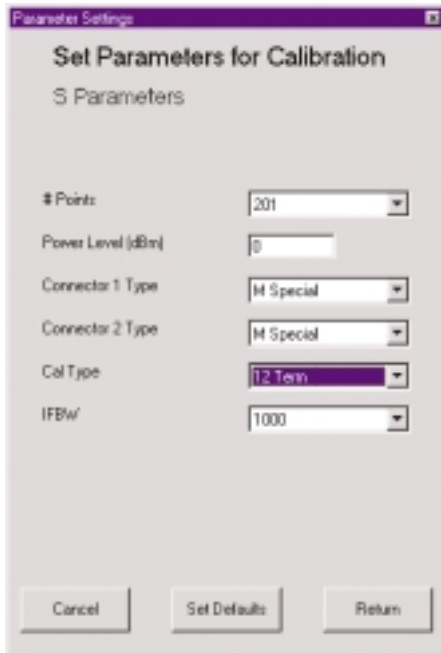 Parameter Settings
Set Parameters for Calibration
S Parameters
# Points 201
Power Level (dBm) 0
Connector 1 Type M Special
Connector 2 Type M Special
Cal Type 12 Term
IFBW 1000
Cancel Set Defaults Return